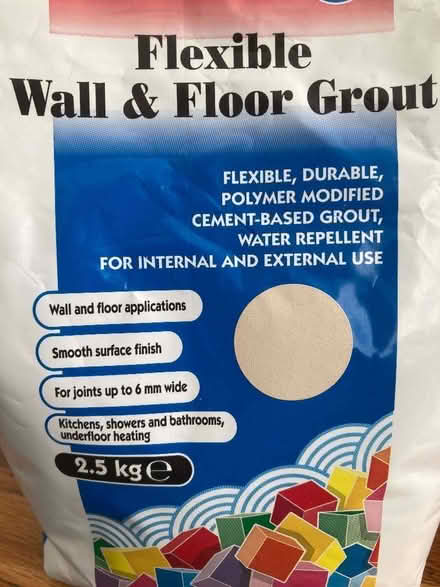 Flexible
Wall & Floor Grout
FLEXIBLE, DURABLE,
POLYMER MODIFIED
CEMENT-BASED GROUT,
WATER REPELLENT
FOR INTERNAL AND EXTERNAL USE
Wall and floor applications
Smooth surface finish
For joints up to 6 mm wide
Kitchens, showers and bathrooms,
underfloor heating
2.5 kg ℮